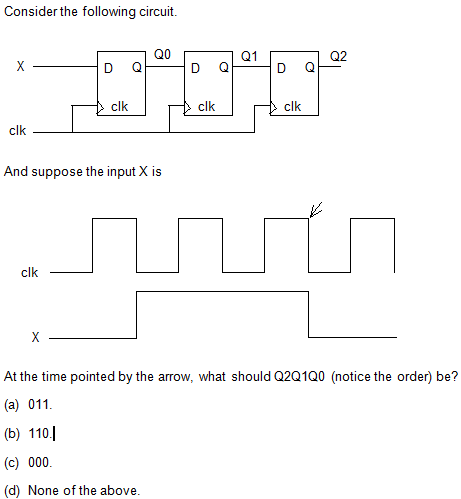 Consider the following circuit.
Q0 Q1 Q2
X D Q D Q D Q
clk clk clk
clk
And suppose the input X is
clk
X
At the time pointed by the arrow, what should Q2Q1Q0 (notice the order) be?
(a) 011.
(b) 110.
(c) 000.
(d) None of the above.